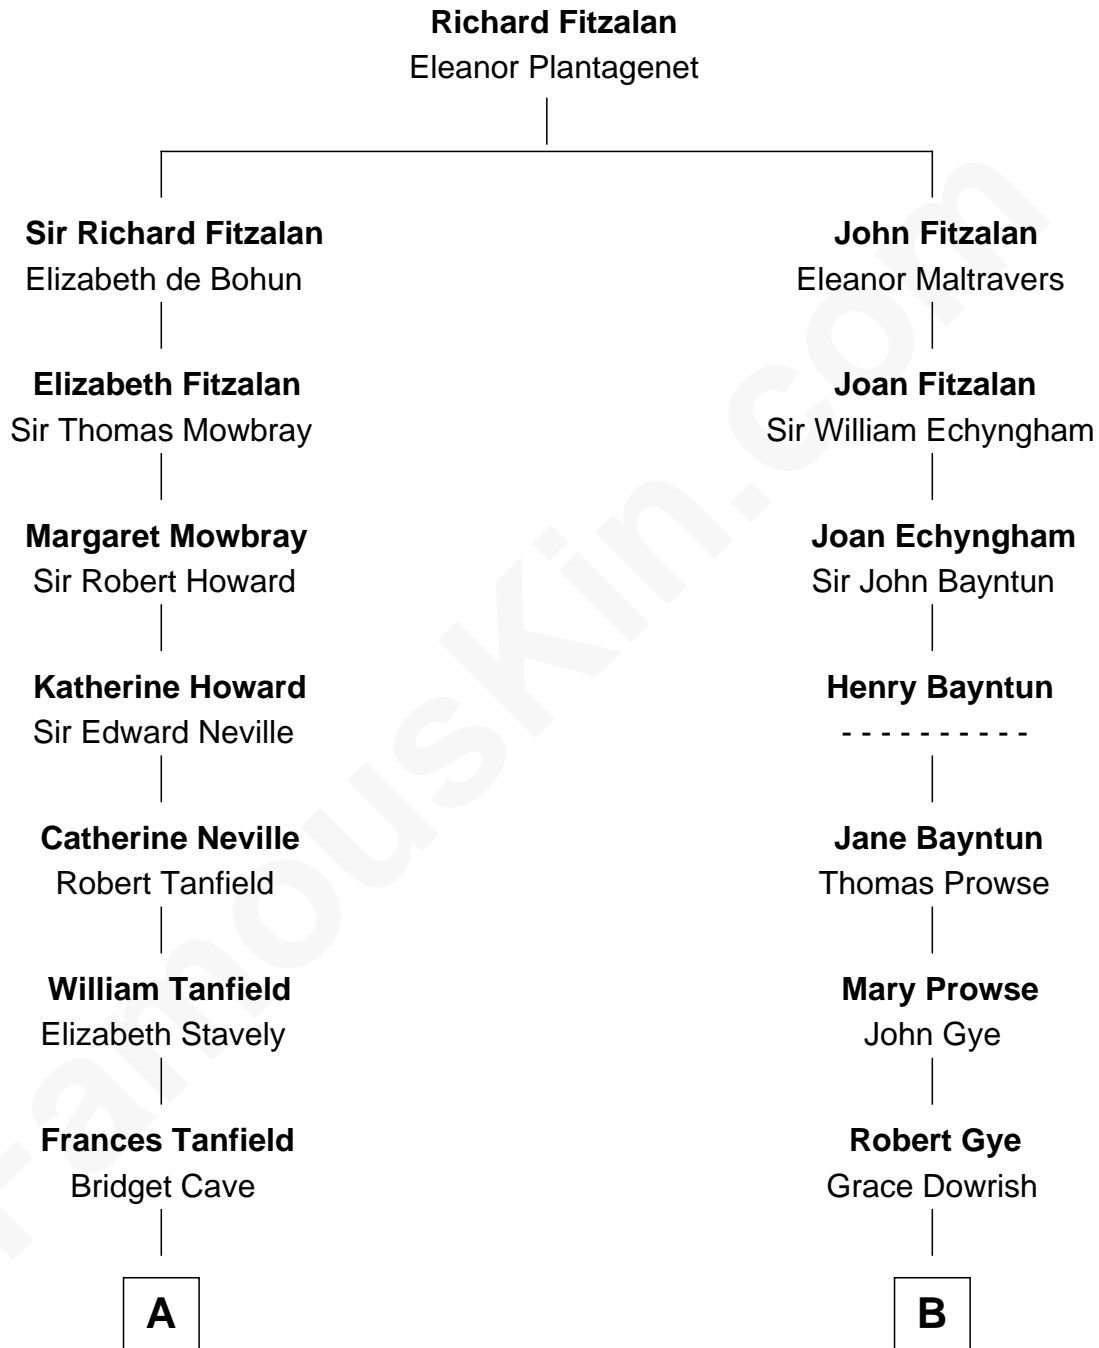 Richard Fitzalan
Eleanor Plantagenet
Sir Richard Fitzalan
Elizabeth de Bohun
Elizabeth Fitzalan
Sir Thomas Mowbray
Margaret Mowbray
Sir Robert Howard
Katherine Howard
Sir Edward Neville
Catherine Neville
Robert Tanfield
William Tanfield
Elizabeth Stavely
Frances Tanfield
Bridget Cave
A
John Fitzalan
Eleanor Maltravers
Joan Fitzalan
Sir William Echyngham
Joan Echyngham
Sir John Bayntun
Henry Bayntun
- - - - - - - - - -
Jane Bayntun
Thomas Prowse
Mary Prowse
John Gye
Robert Gye
Grace Dowrish
B
FamousKin.com